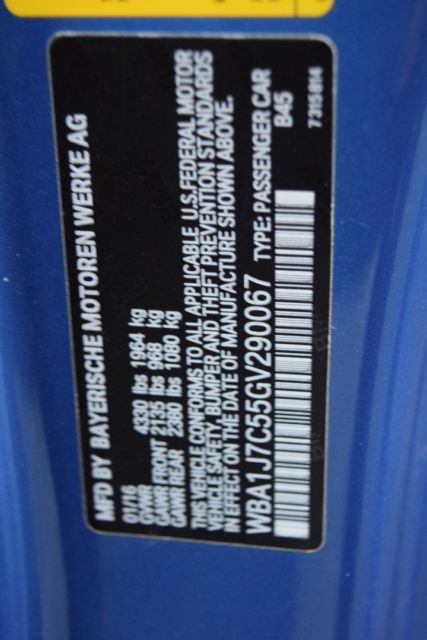 MFD BY BAYERISCHE MOTOREN WERKE AG
01/16
GVWR 4330 lbs 1964 kg
GAWR FRONT 2135 lbs 968 kg
GAWR REAR 2380 lbs 1080 kg
THIS VEHICLE CONFORMS TO ALL APPLICABLE U.S. FEDERAL MOTOR
VEHICLE SAFETY, BUMPER AND THEFT PREVENTION STANDARDS
IN EFFECT ON THE DATE OF MANUFACTURE SHOWN ABOVE.
WBA1J7C55GV290067 TYPE: PASSENGER CAR
B45